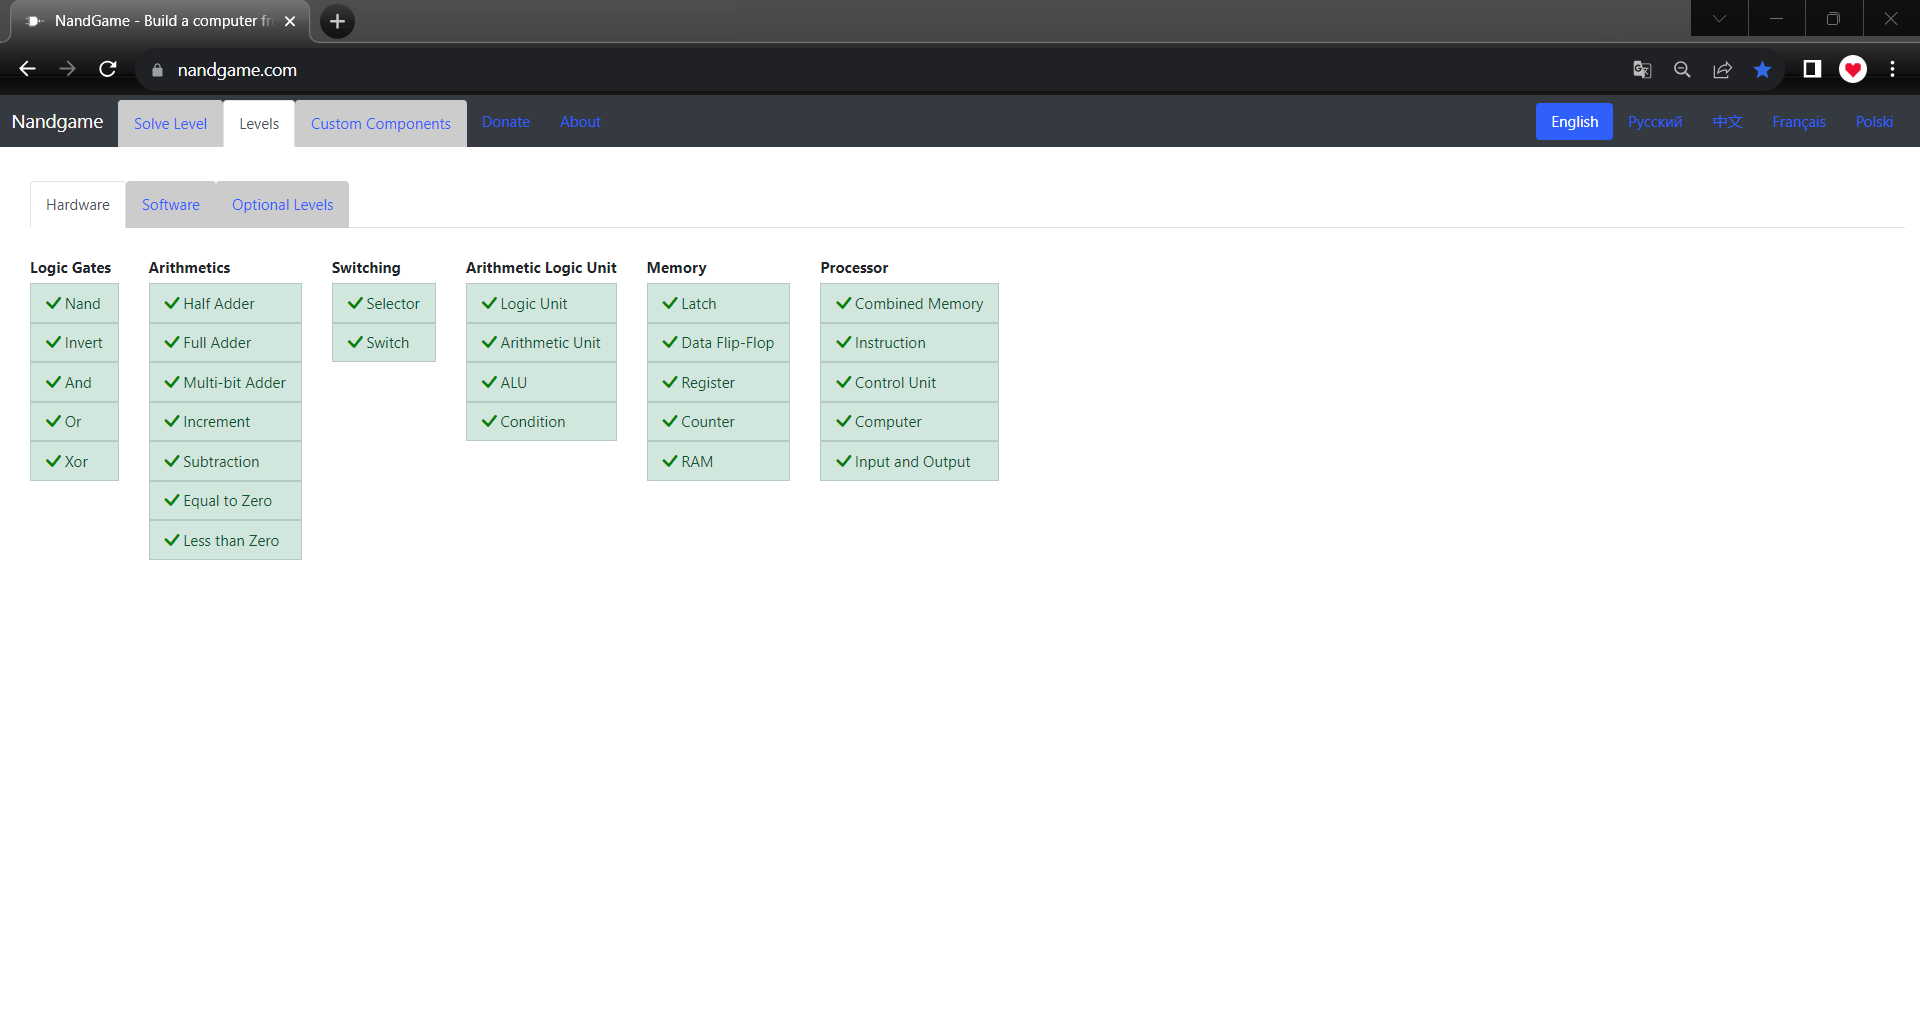 NandGame - Build a computer fr
nandgame.com
Nandgame Solve Level Levels Custom Components Donate About English Русский 中文 Français Polski
Hardware Software Optional Levels
Logic Gates
Nand
Invert
And
Or
Xor
Arithmetics
Half Adder
Full Adder
Multi-bit Adder
Increment
Subtraction
Equal to Zero
Less than Zero
Switching
Selector
Switch
Arithmetic Logic Unit
Logic Unit
Arithmetic Unit
ALU
Condition
Memory
Latch
Data Flip-Flop
Register
Counter
RAM
Processor
Combined Memory
Instruction
Control Unit
Computer
Input and Output